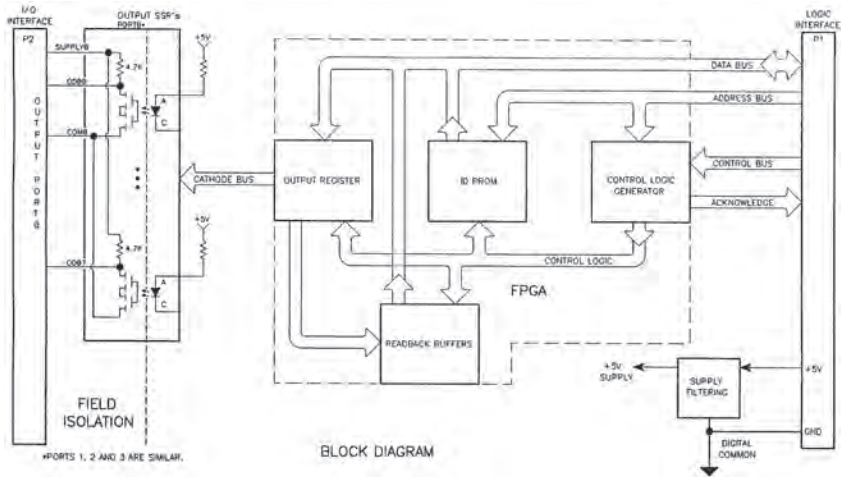 I/O
INTERFACE
P2
OUTPUT PORT0
OUTPUT SSR's
PORT0*
SUPPLY0
4.7K
COM0
A
C
+5V
CATHODE BUS
+5V
4.7K
A
C
FIELD
ISOLATION
*PORTS 1, 2 AND 3 ARE SIMILAR.
OUTPUT REGISTER
ID PROM
CONTROL LOGIC
GENERATOR
CONTROL LOGIC
FPGA
READBACK BUFFERS
BLOCK DIAGRAM
DATA BUS
ADDRESS BUS
CONTROL BUS
ACKNOWLEDGE
LOGIC
INTERFACE
P1
+5V
SUPPLY
SUPPLY
FILTERING
+5V
GND
DIGITAL
COMMON